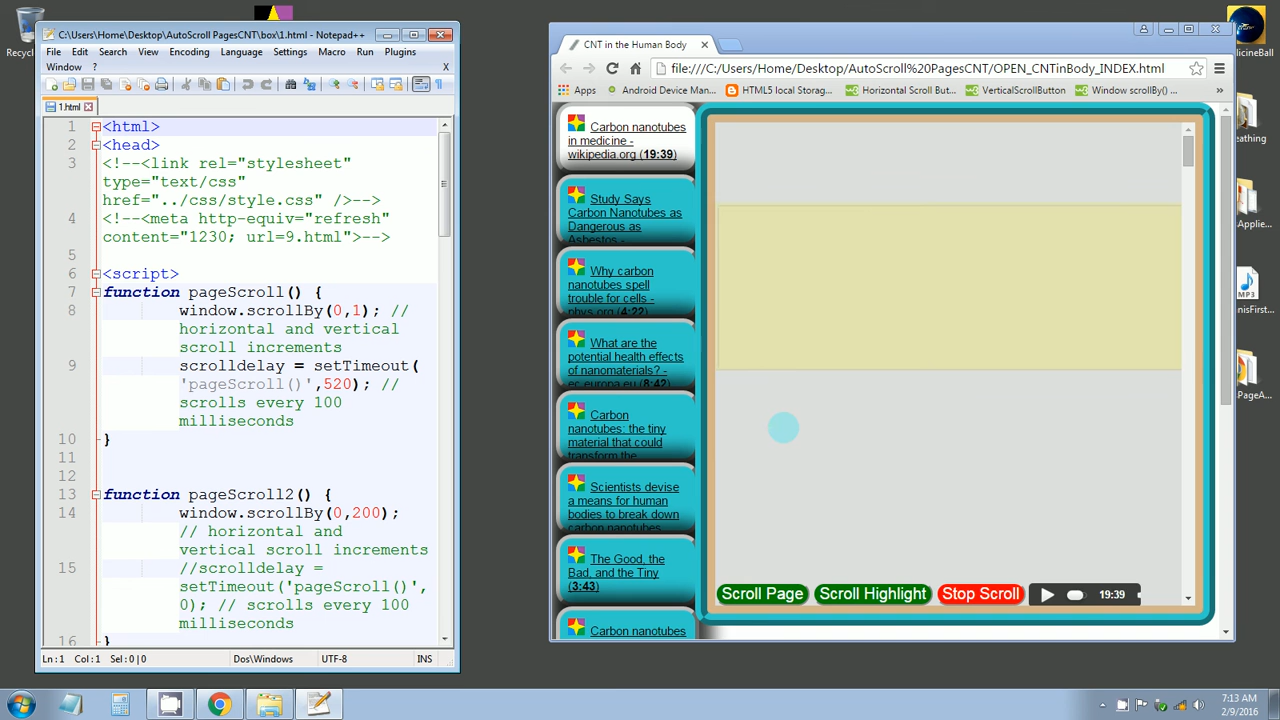 Recycl
C:\Users\Home\Desktop\AutoScroll PagesCNT\box\1.html - Notepad++
File Edit Search View Encoding Language Settings Macro Run Plugins
Window ? X
1.html
1 <html>
2 <head>
3 <!--<link rel="stylesheet"
type="text/css"
href="../css/style.css" />-->
4 <!--<meta http-equiv="refresh"
content="1230; url=9.html">-->
5
6 <script>
7 function pageScroll() {
8 window.scrollBy(0,1); //
horizontal and vertical
scroll increments
9 scrolldelay = setTimeout(
'pageScroll()',520); //
scrolls every 100
milliseconds
10 }
11
12
13 function pageScroll2() {
14 window.scrollBy(0,200);
// horizontal and
vertical scroll increments
15 //scrolldelay =
setTimeout('pageScroll()',
0); // scrolls every 100
milliseconds
16 }
Ln:1 Col:1 Sel:0|0 Dos\Windows UTF-8 INS
CNT in the Human Body
file:///C:/Users/Home/Desktop/AutoScroll%20PagesCNT/OPEN_CNTinBody_INDEX.html
Apps Android Device Man... HTML5 local Storag... Horizontal Scroll But... VerticalScrollButton Window scrollBy() ... »
Carbon nanotubes
in medicine -
wikipedia.org (19:39)
Study Says
Carbon Nanotubes as
Dangerous as
Asbestos -
Why carbon
nanotubes spell
trouble for cells -
phys.org (4:22)
What are the
potential health effects
of nanomaterials? -
ec.europa.eu (8:42)
Carbon
nanotubes: the tiny
material that could
transform the
Scientists devise
a means for human
bodies to break down
carbon nanotubes
The Good, the
Bad, and the Tiny
(3:43)
Carbon nanotubes
Scroll Page Scroll Highlight Stop Scroll 19:39
dicineBall
eathing
Applie...
nisFirst...
PageA...
7:13 AM
2/9/2016